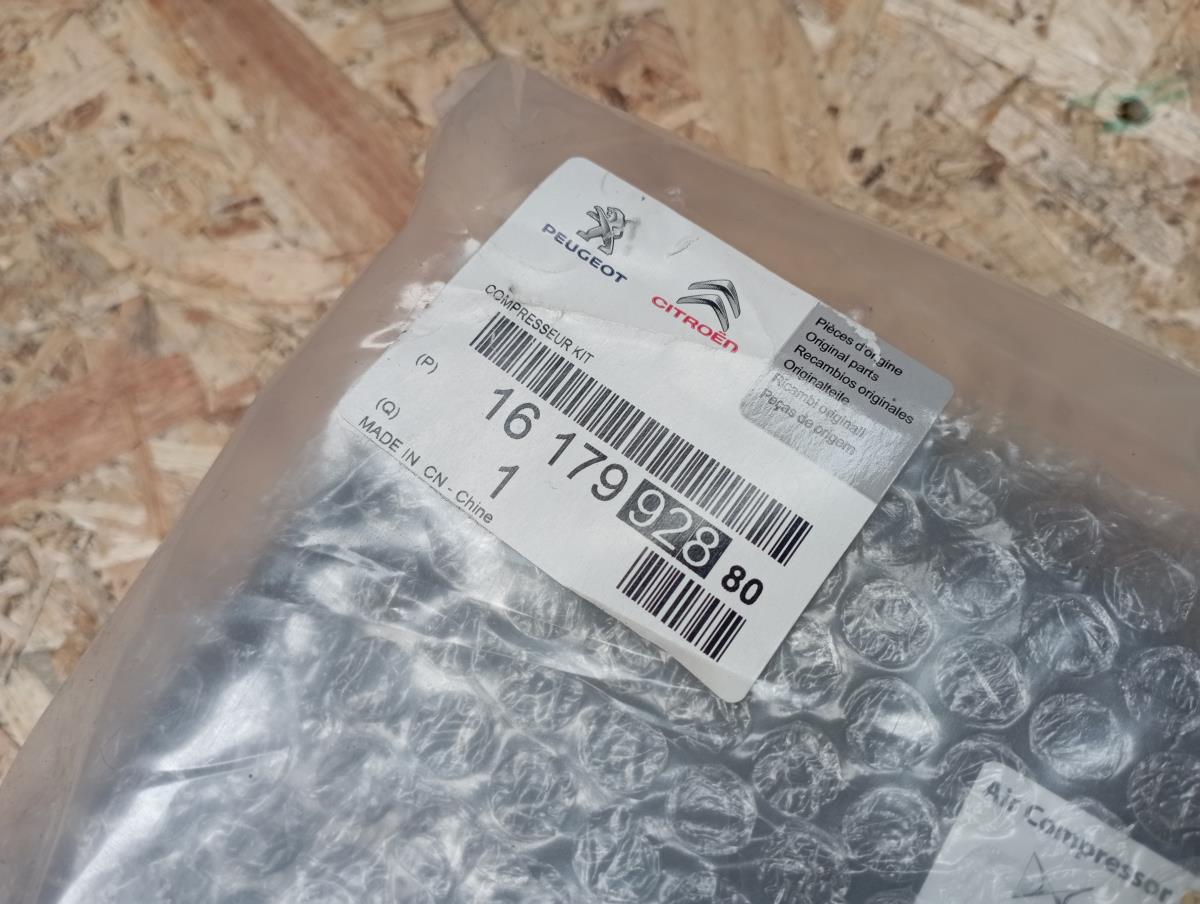 PEUGEOT
CITROËN
Pièces d'origine
Original parts
Recambios originales
Originalteile
Ricambi originali
Peças de origem
COMPRESSEUR KIT
(P)
16 179 928 80
(Q)
1
MADE IN CN - Chine
Air Compressor